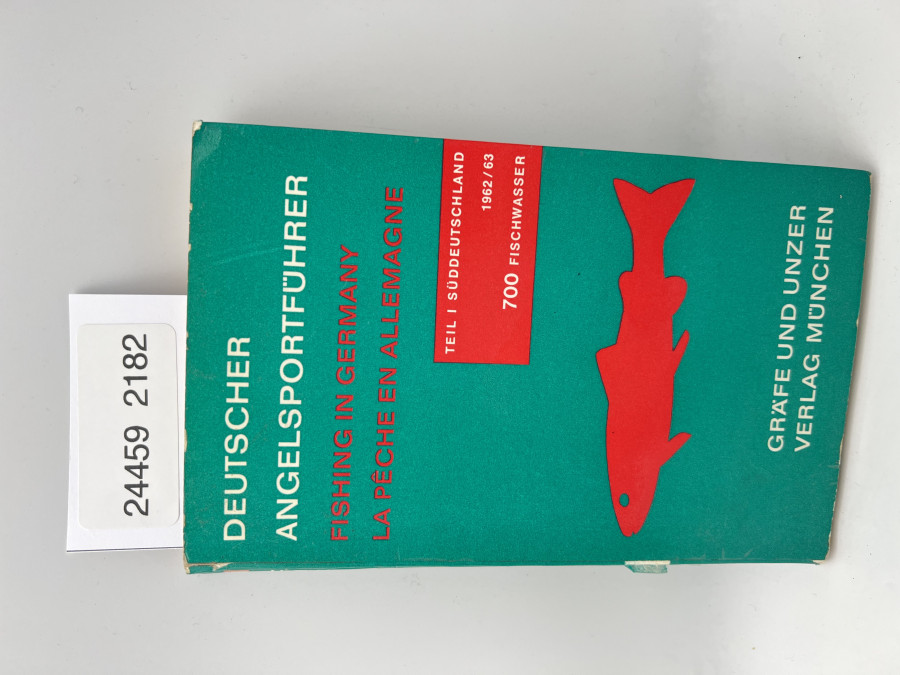 24459 2182
DEUTSCHER
ANGELSPORTFÜHRER
FISHING IN GERMANY
LA PÊCHE EN ALLEMAGNE
TEIL I SÜDDEUTSCHLAND
1962/63
700 FISCHWASSER
GRÄFE UND UNZER
VERLAG MÜNCHEN